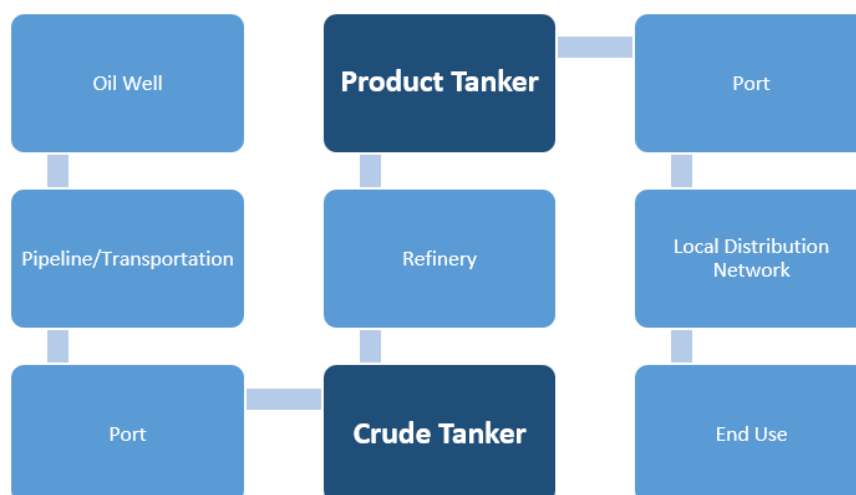 Oil Well
Product Tanker
Port
Pipeline/Transportation
Refinery
Local Distribution
Network
Port
Crude Tanker
End Use